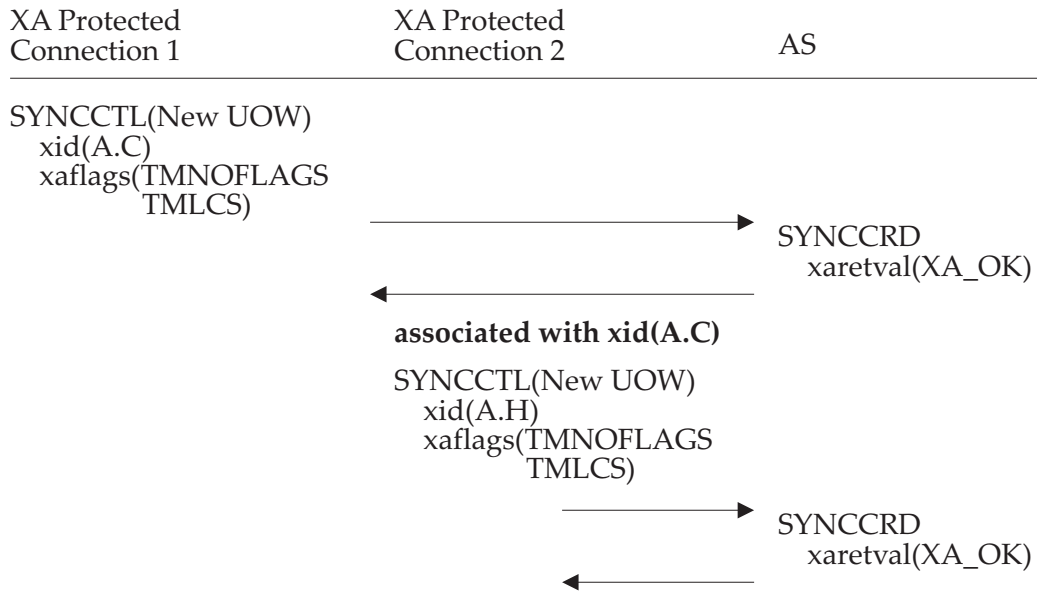 XA Protected
Connection 1
XA Protected
Connection 2
AS
SYNCCTL(New UOW)
xid(A.C)
xaflags(TMNOFLAGS
TMLCS)
SYNCCRD
xaretval(XA_OK)
associated with xid(A.C)
SYNCCTL(New UOW)
xid(A.H)
xaflags(TMNOFLAGS
TMLCS)
SYNCCRD
xaretval(XA_OK)